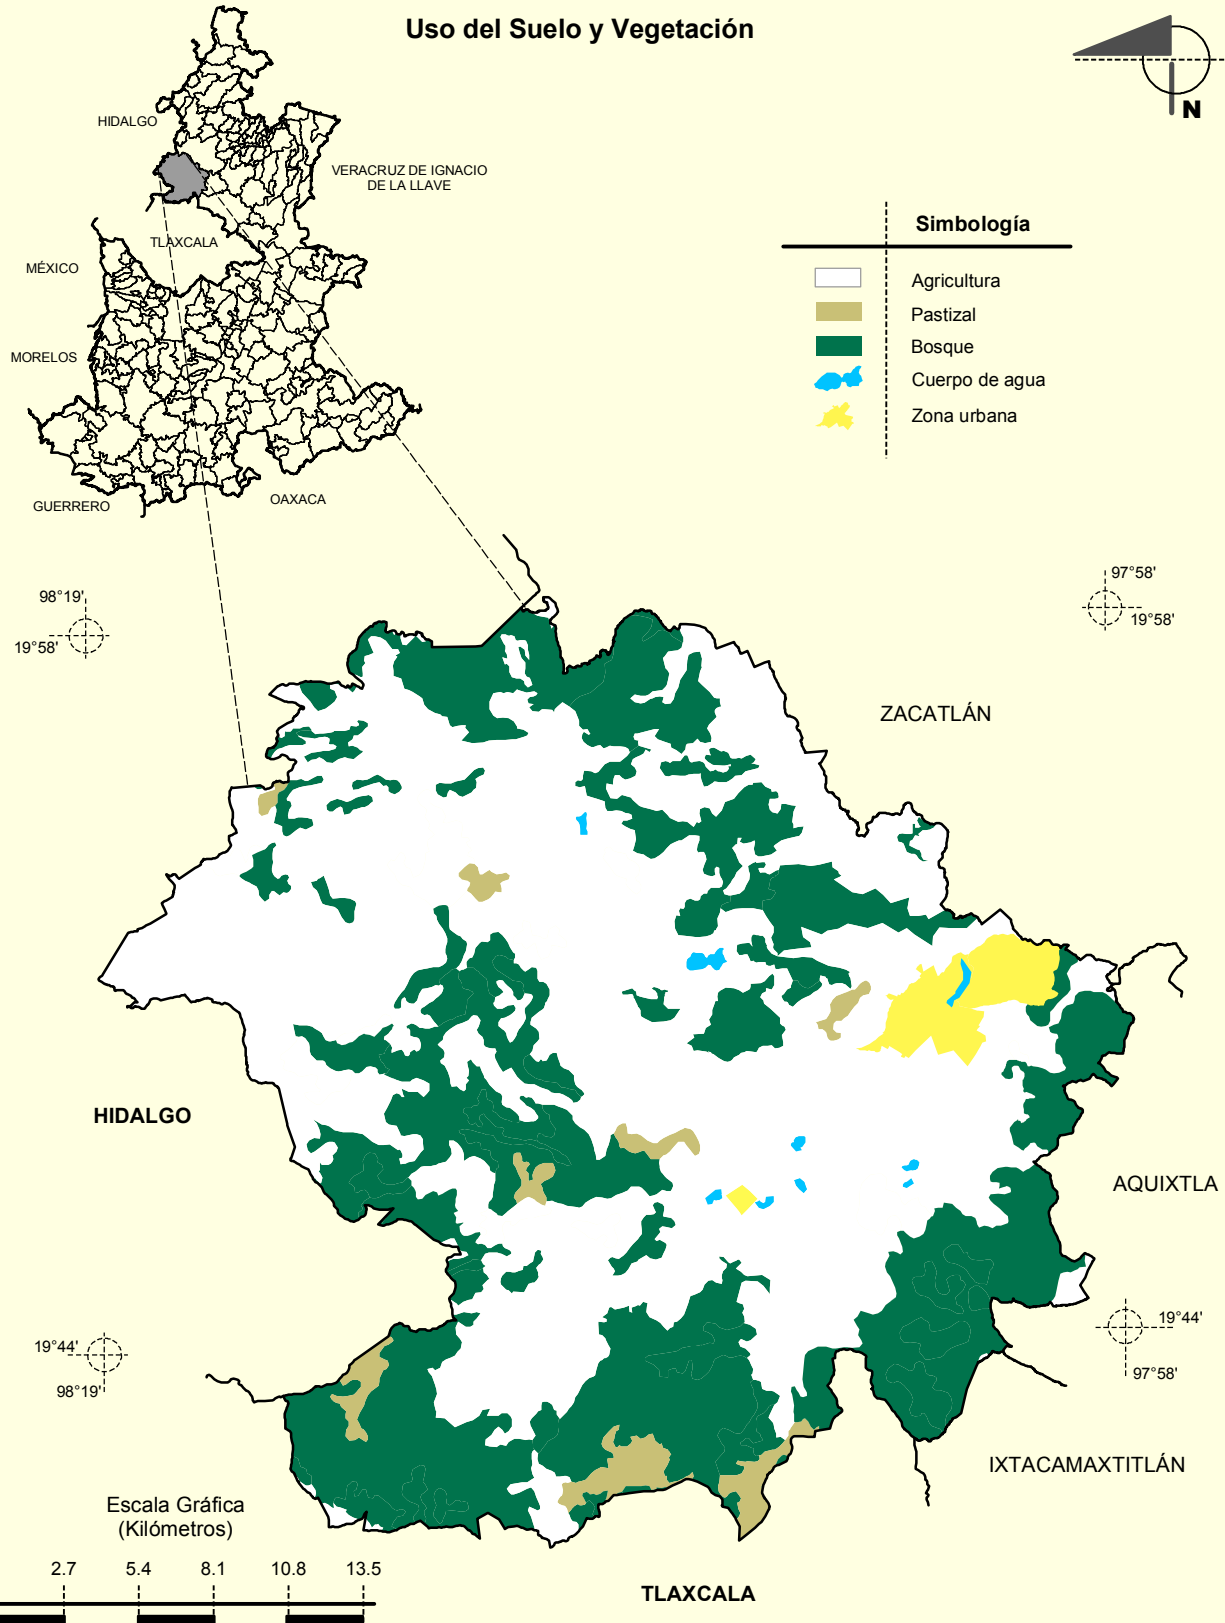 Uso del Suelo y Vegetación
N
HIDALGO
VERACRUZ DE IGNACIO
DE LA LLAVE
TLAXCALA
MÉXICO
MORELOS
GUERRERO
OAXACA
Simbología
Agricultura
Pastizal
Bosque
Cuerpo de agua
Zona urbana
98°19'
19°58'
97°58'
19°58'
ZACATLÁN
HIDALGO
AQUIXTLA
19°44'
98°19'
19°44'
97°58'
IXTACAMAXTITLÁN
TLAXCALA
Escala Gráfica
(Kilómetros)
2.7 5.4 8.1 10.8 13.5